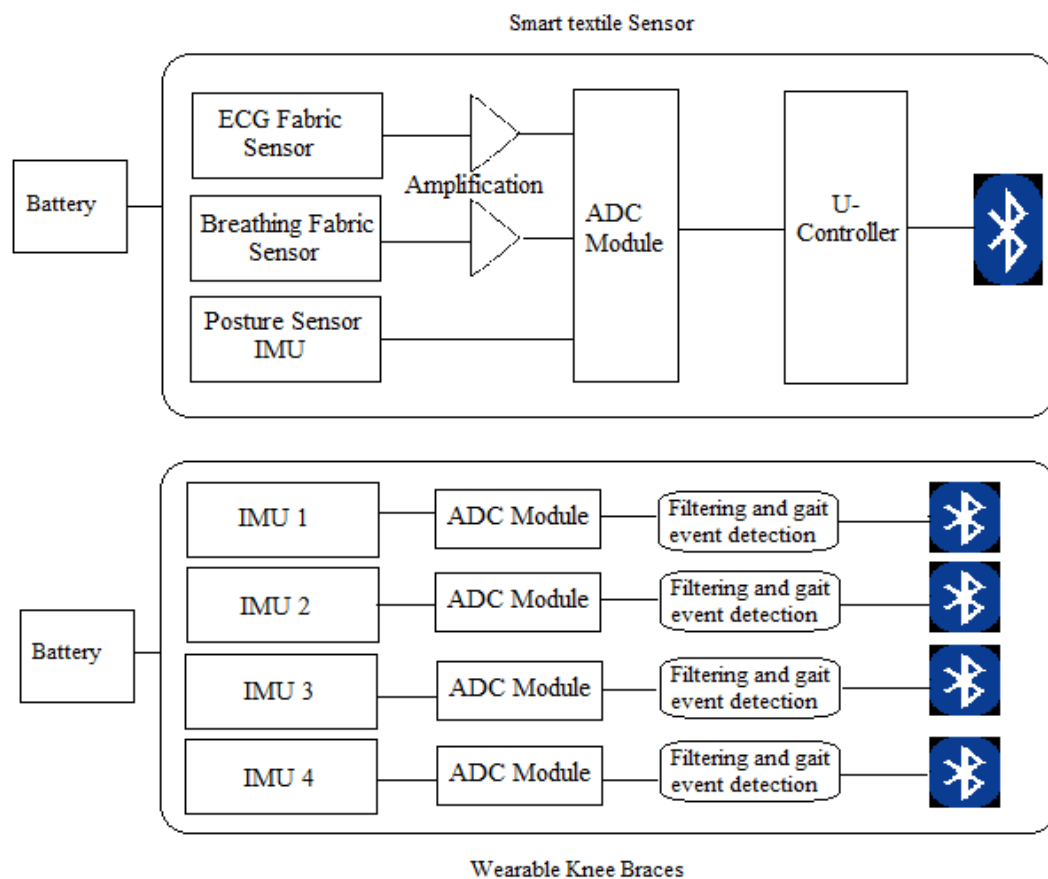 Smart textile Sensor
ECG Fabric
Sensor
Amplification
Battery
Breathing Fabric
Sensor
ADC
Module
U-
Controller
Posture Sensor
IMU
IMU 1
ADC Module
Filtering and gait
event detection
IMU 2
ADC Module
Filtering and gait
event detection
Battery
IMU 3
ADC Module
Filtering and gait
event detection
IMU 4
ADC Module
Filtering and gait
event detection
Wearable Knee Braces